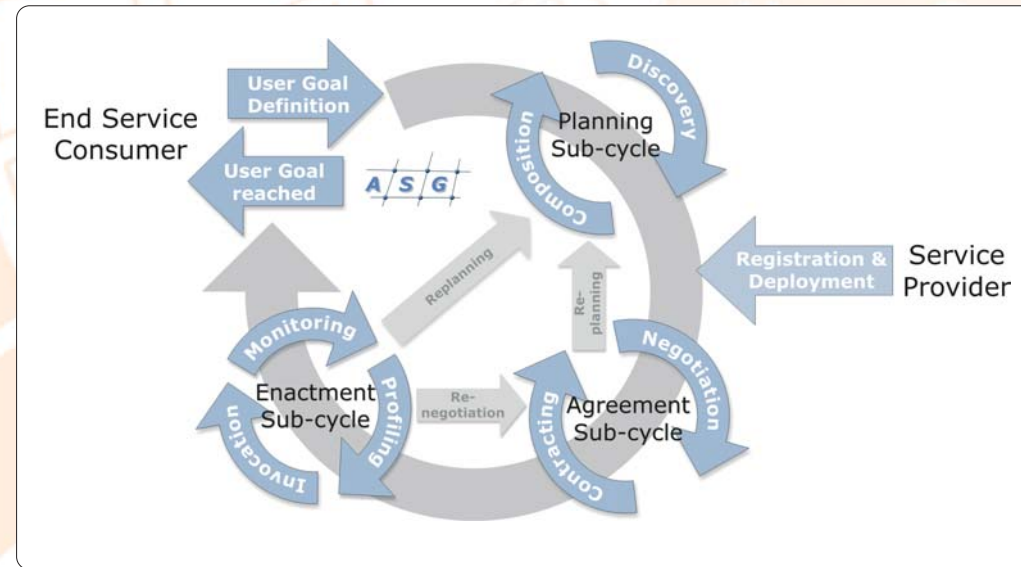 User Goal
Definition
End Service
Consumer
User Goal
reached
A S G
Composition
Planning
Sub-cycle
Discovery
Registration &
Deployment
Service
Provider
Replanning
Re-
planning
Monitoring
Enactment
Sub-cycle
Invocation
Profiling
Re-
negotiation
Agreement
Sub-cycle
Negotiation
Contracting